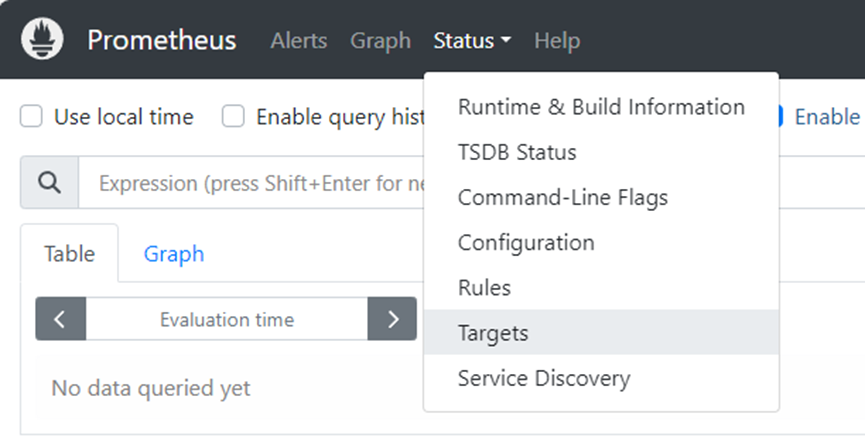 Prometheus Alerts Graph Status Help
Use local time Enable query hist Enable
Expression (press Shift+Enter for ne
Table Graph
Evaluation time
No data queried yet
Runtime & Build Information
TSDB Status
Command-Line Flags
Configuration
Rules
Targets
Service Discovery